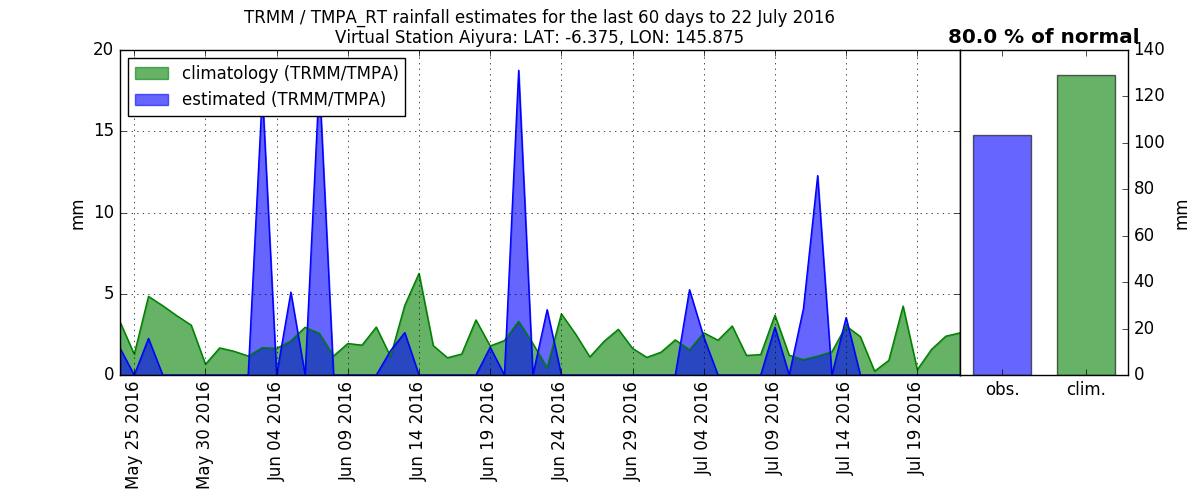 TRMM / TMPA_RT rainfall estimates for the last 60 days to 22 July 2016
Virtual Station Aiyura: LAT: -6.375, LON: 145.875
80.0 % of normal
climatology (TRMM/TMPA)
estimated (TRMM/TMPA)
20
15
10
5
0
mm
May 25 2016
May 30 2016
Jun 04 2016
Jun 09 2016
Jun 14 2016
Jun 19 2016
Jun 24 2016
Jun 29 2016
Jul 04 2016
Jul 09 2016
Jul 14 2016
Jul 19 2016
140
120
100
80
60
40
20
0
mm
obs.
clim.